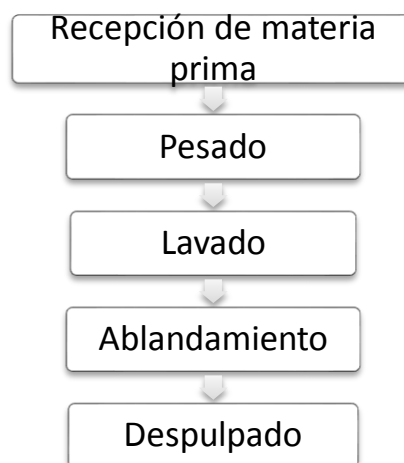 Recepción de materia
prima
Pesado
Lavado
Ablandamiento
Despulpado